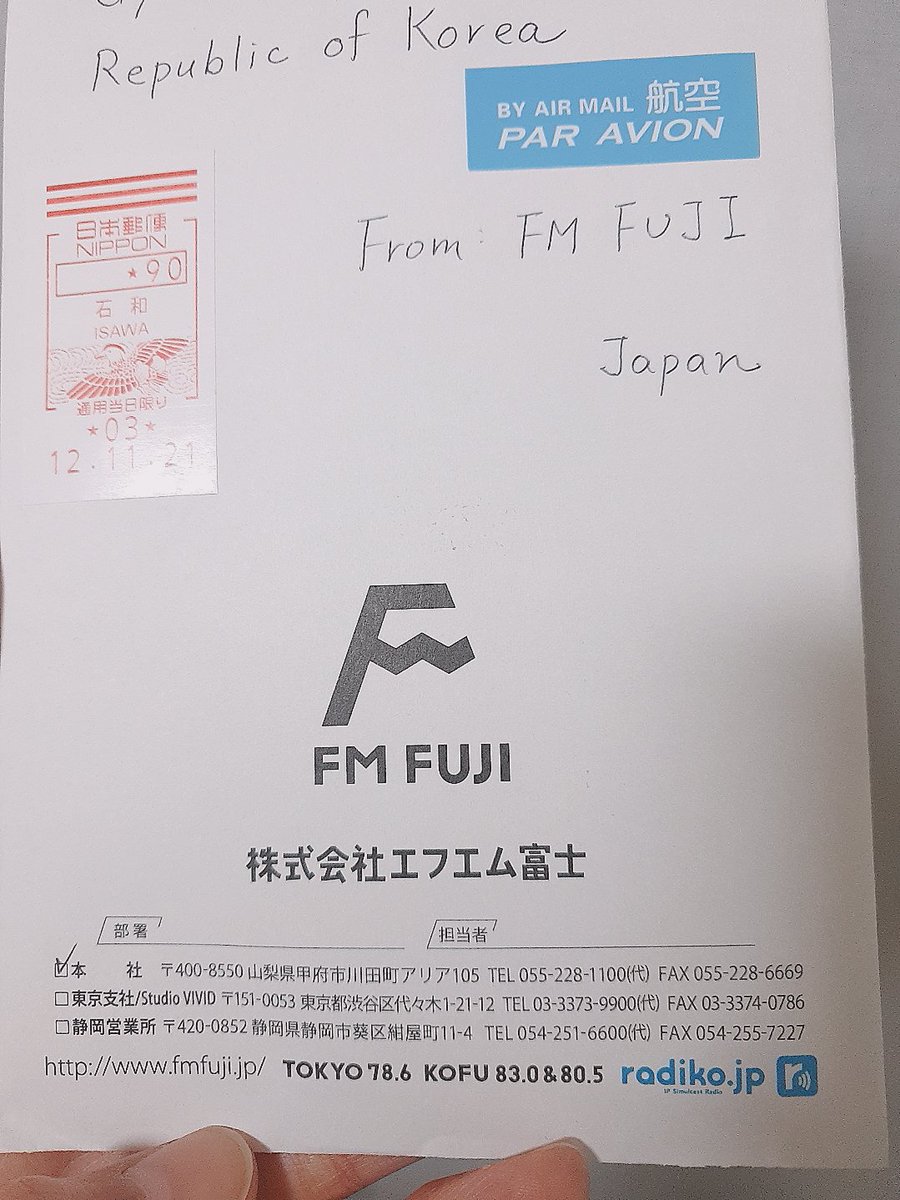 Republic of Korea
BY AIR MAIL 航空
PAR AVION
日本郵便
NIPPON
★90
石和
ISAWA
通用当日限り
★03★
12.11.21
From: FM FUJI
Japan
FM FUJI
株式会社エフエム富士
部署
担当者
☑本 社 〒400-8550 山梨県甲府市川田町アリア105 TEL 055-228-1100(代) FAX 055-228-6669
□東京支社/Studio VIVID 〒151-0053 東京都渋谷区代々木1-21-12 TEL 03-3373-9900(代) FAX 03-3374-0786
□静岡営業所 〒420-0852 静岡県静岡市葵区紺屋町11-4 TEL 054-251-6600(代) FAX 054-255-7227
http://www.fmfuji.jp/ TOKYO 78.6 KOFU 83.0 & 80.5 radiko.jp
IP Simulcast Radio